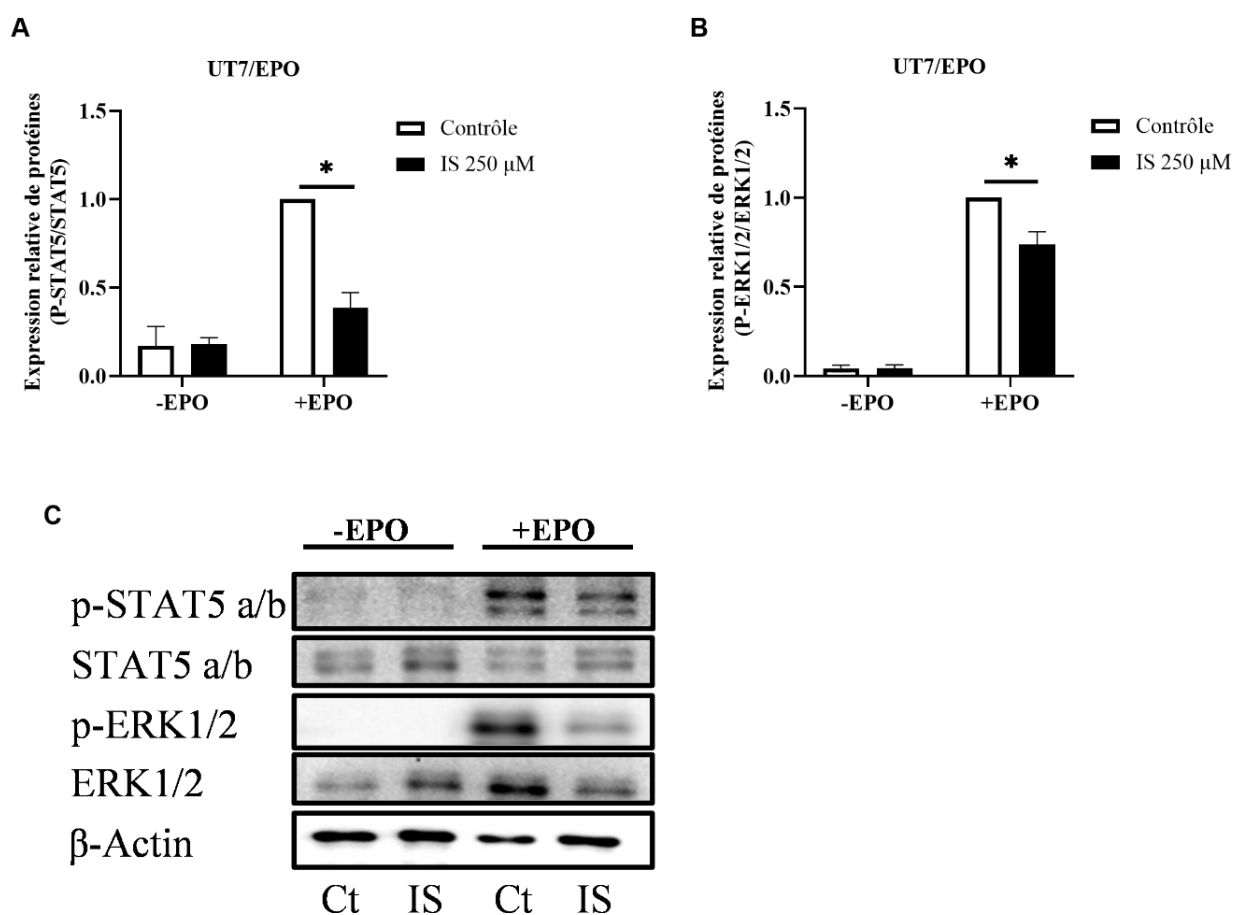 A
UT7/EPO
Expression relative de protéines
(P-STAT5/STAT5)
1.5
1.0
0.5
0.0
*
Contrôle
IS 250 µM
-EPO
+EPO
B
UT7/EPO
Expression relative de protéines
(P-ERK1/2/ERK1/2)
1.5
1.0
0.5
0.0
*
Contrôle
IS 250 µM
-EPO
+EPO
C
-EPO +EPO
p-STAT5 a/b
STAT5 a/b
p-ERK1/2
ERK1/2
β-Actin
Ct IS Ct IS